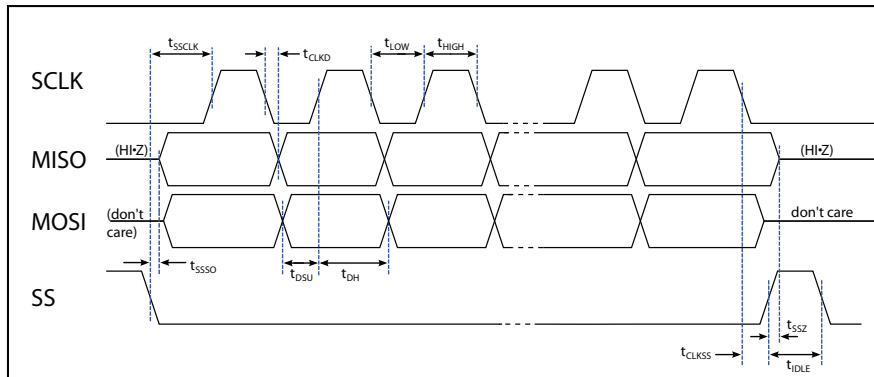 tSSCLK
tCLKD
tLOW
tHIGH
SCLK
MISO
(HI•Z)
(HI•Z)
MOSI
(don't
care)
don't care
tSSSO
tDSU
tDH
SS
tSSZ
tCLKSS
tIDLE